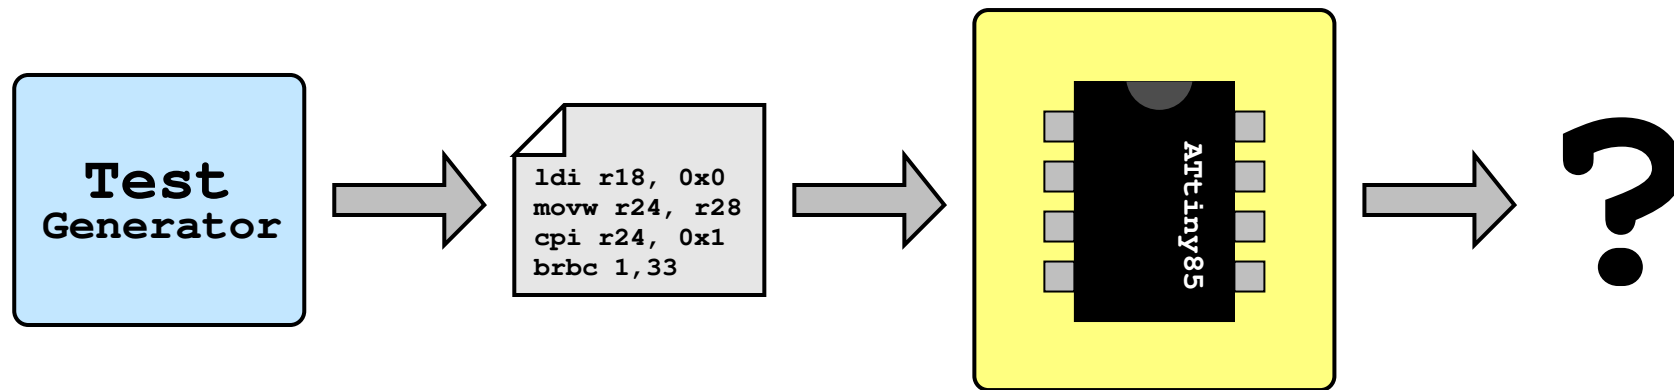 Test
Generator
ldi r18, 0x0
movw r24, r28
cpi r24, 0x1
brbc 1,33
ATtiny85
?